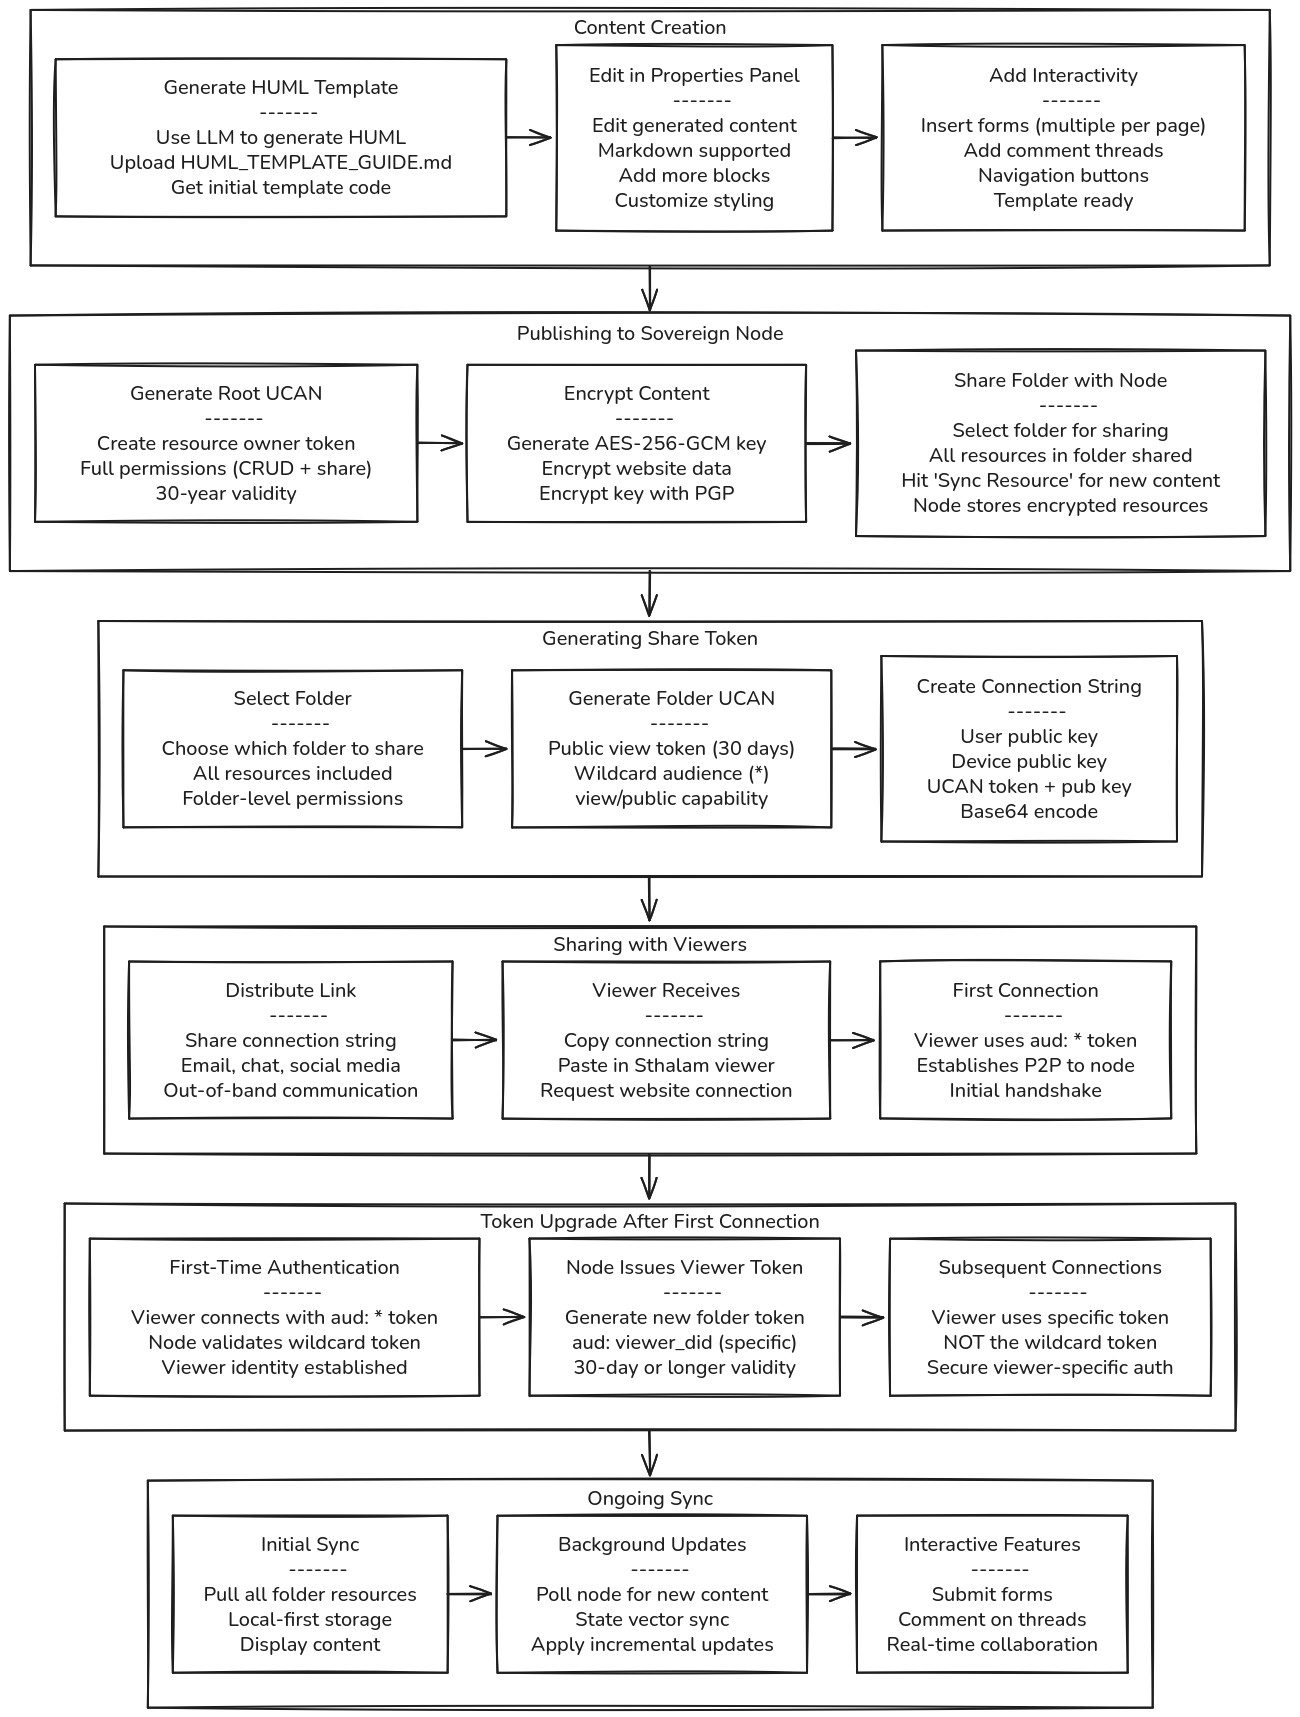 Content Creation
Generate HUML Template
-------
Use LLM to generate HUML
Upload HUML_TEMPLATE_GUIDE.md
Get initial template code
Edit in Properties Panel
-------
Edit generated content
Markdown supported
Add more blocks
Customize styling
Add Interactivity
-------
Insert forms (multiple per page)
Add comment threads
Navigation buttons
Template ready
Publishing to Sovereign Node
Generate Root UCAN
-------
Create resource owner token
Full permissions (CRUD + share)
30-year validity
Encrypt Content
-------
Generate AES-256-GCM key
Encrypt website data
Encrypt key with PGP
Share Folder with Node
-------
Select folder for sharing
All resources in folder shared
Hit 'Sync Resource' for new content
Node stores encrypted resources
Generating Share Token
Select Folder
-------
Choose which folder to share
All resources included
Folder-level permissions
Generate Folder UCAN
-------
Public view token (30 days)
Wildcard audience (*)
view/public capability
Create Connection String
-------
User public key
Device public key
UCAN token + pub key
Base64 encode
Sharing with Viewers
Distribute Link
-------
Share connection string
Email, chat, social media
Out-of-band communication
Viewer Receives
-------
Copy connection string
Paste in Sthalam viewer
Request website connection
First Connection
-------
Viewer uses aud: * token
Establishes P2P to node
Initial handshake
Token Upgrade After First Connection
First-Time Authentication
-------
Viewer connects with aud: * token
Node validates wildcard token
Viewer identity established
Node Issues Viewer Token
-------
Generate new folder token
aud: viewer_did (specific)
30-day or longer validity
Subsequent Connections
-------
Viewer uses specific token
NOT the wildcard token
Secure viewer-specific auth
Ongoing Sync
Initial Sync
-------
Pull all folder resources
Local-first storage
Display content
Background Updates
-------
Poll node for new content
State vector sync
Apply incremental updates
Interactive Features
-------
Submit forms
Comment on threads
Real-time collaboration